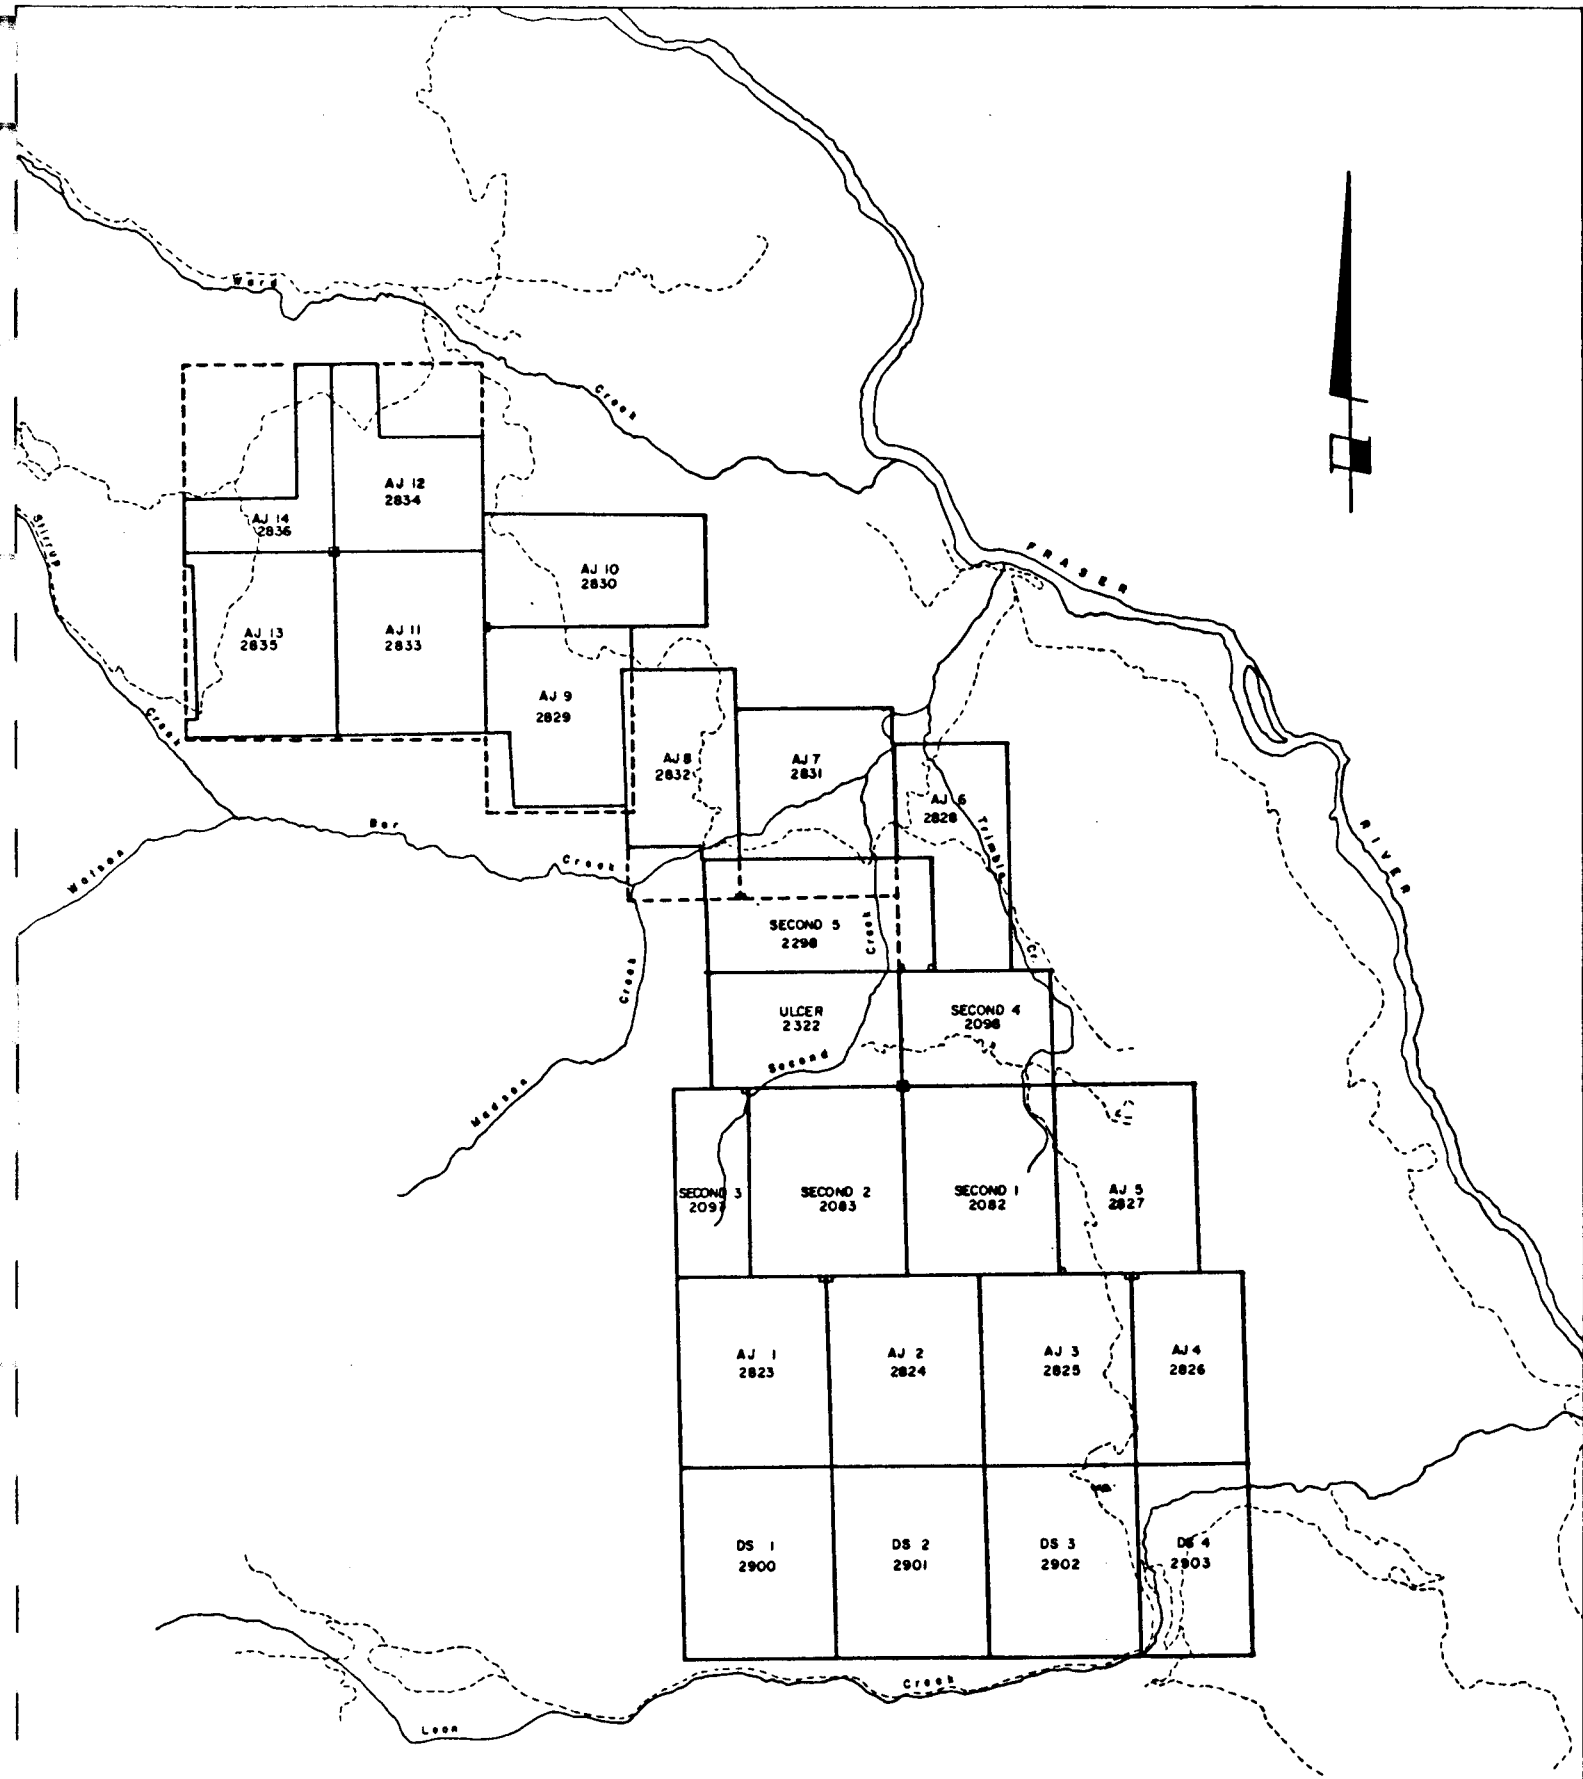 Ward
Creek
AJ 12
2834
AJ 14
2836
Stirrup
FRASER
AJ 10
2830
AJ 13
2835
AJ 11
2833
AJ 9
2829
Creek
AJ 8
2832
AJ 7
2831
AJ 6
2828
Trimble
Cr.
RIVER
Bar
Creek
Watson
SECOND 5
2298
Creek
Creek
ULCER
2322
SECOND 4
2098
Second
Madson
SECOND 3
2097
SECOND 2
2083
SECOND 1
2082
AJ 5
2827
AJ 1
2823
AJ 2
2824
AJ 3
2825
AJ 4
2826
DS 1
2900
DS 2
2901
DS 3
2902
DS 4
2903
Creek
Leon